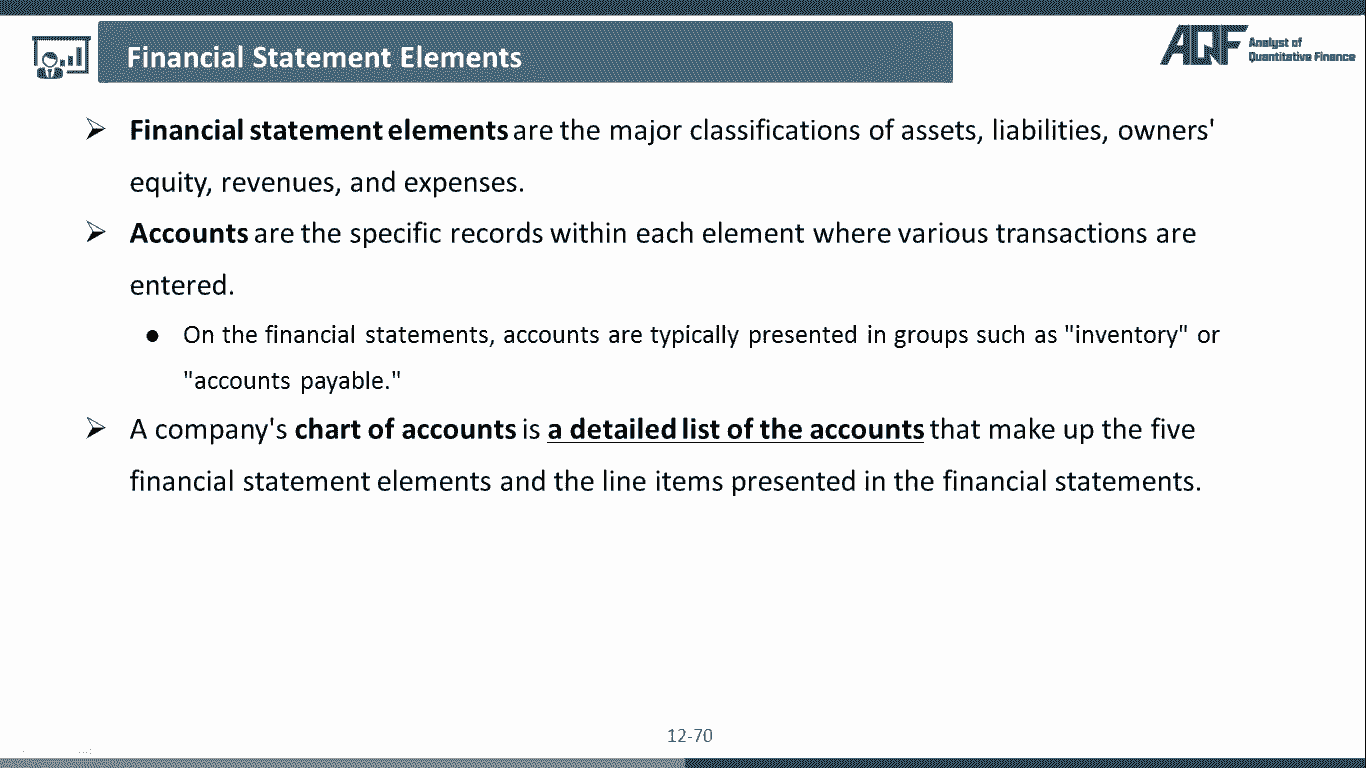 Financial Statement Elements
AQF Analyst of
Quantitative Finance
➢ Financial statement elements are the major classifications of assets, liabilities, owners'
equity, revenues, and expenses.
➢ Accounts are the specific records within each element where various transactions are
entered.
● On the financial statements, accounts are typically presented in groups such as "inventory" or
"accounts payable."
➢ A company's chart of accounts is a detailed list of the accounts that make up the five
financial statement elements and the line items presented in the financial statements.
12-70